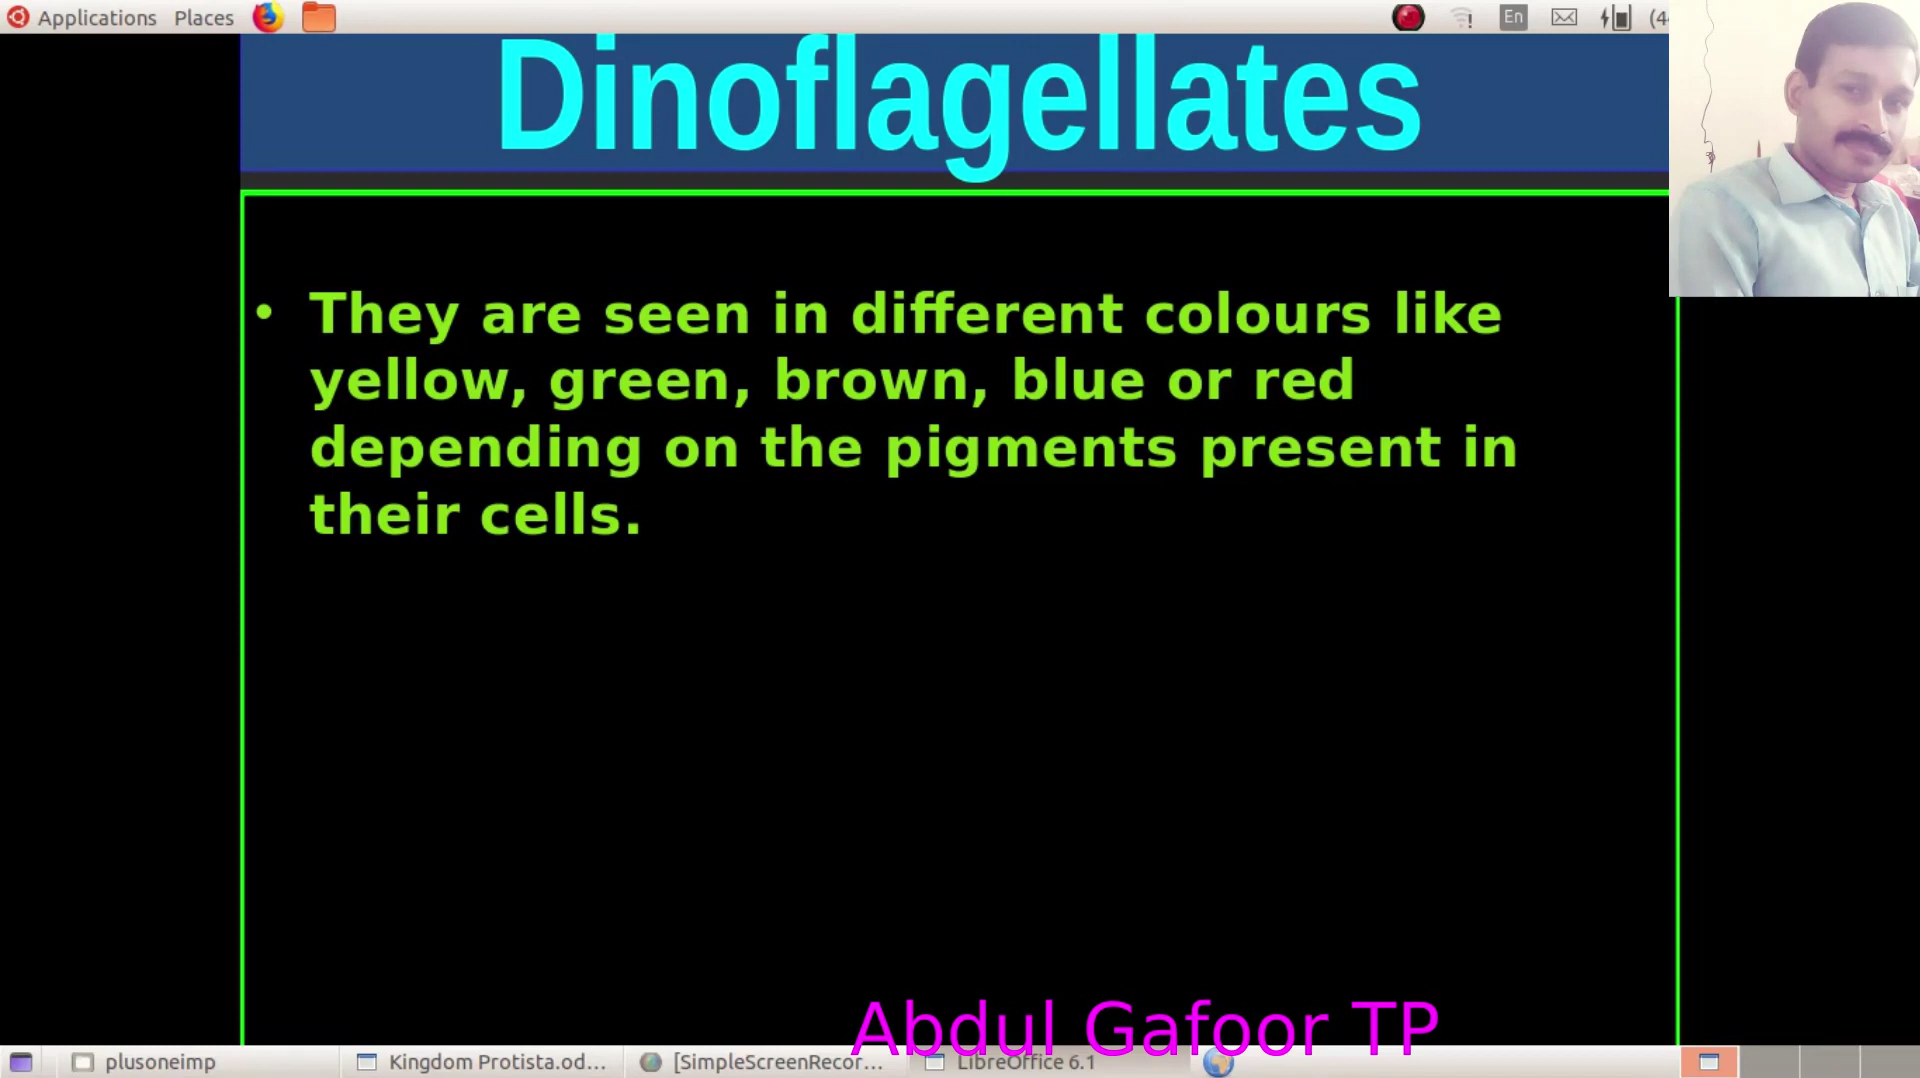 Applications Places En (4
Dinoflagellates
• They are seen in different colours like
yellow, green, brown, blue or red
depending on the pigments present in
their cells.
Abdul Gafoor TP
plusoneimp Kingdom Protista.od... [SimpleScreenRecor... LibreOffice 6.1